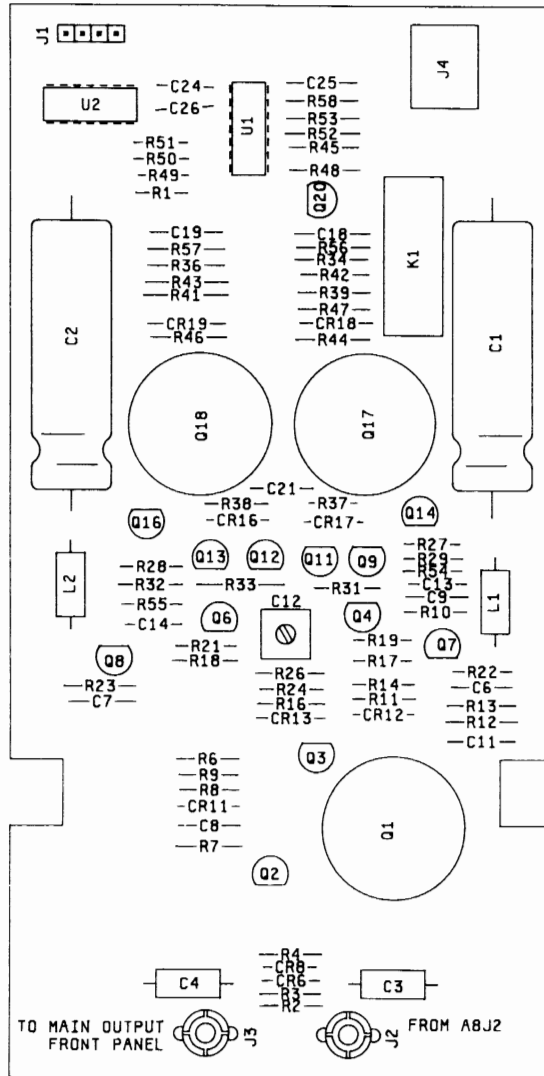 J1
J4
U2
C24
C26
U1
C25
R58
R53
R52
R45
R51
R50
R49
R1
R48
Q20
C19
R57
R36
R43
R41
CR19
R46
C18
R56
R34
R42
R39
R47
CR18
R44
K1
C2
C1
Q18
Q17
C21
R38
CR16
R37
CR17
Q16
Q14
Q13
Q12
Q11
Q9
R27
R29
R54
C13
C9
R10
L2
R28
R32
R55
C14
R33
R31
L1
C12
Q6
Q4
Q7
Q8
R21
R18
R19
R17
R23
C7
R26
R24
R16
CR13
R14
R11
CR12
R22
C6
R13
R12
C11
Q3
R6
R9
R8
CR11
C8
R7
Q1
Q2
R4
CR8
CR6
R3
R2
C4
C3
TO MAIN OUTPUT
FRONT PANEL
J3
J2
FROM A8J2